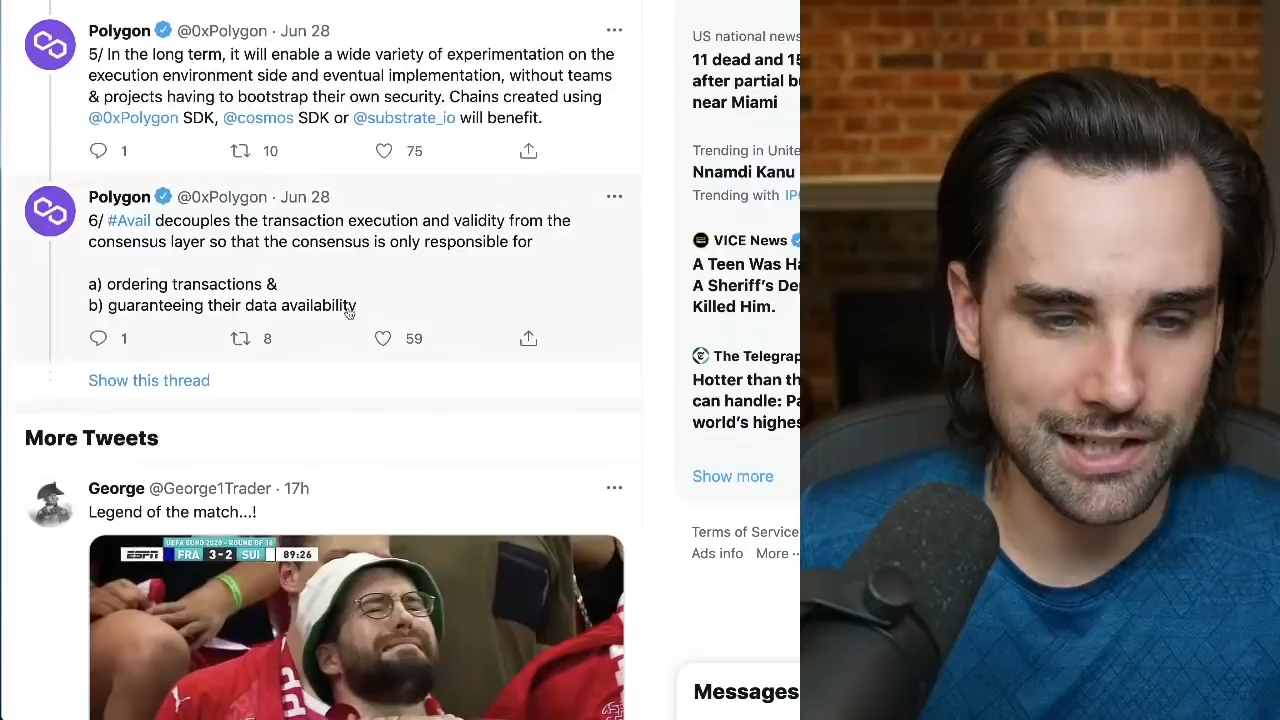 Polygon @0xPolygon · Jun 28
5/ In the long term, it will enable a wide variety of experimentation on the
execution environment side and eventual implementation, without teams
& projects having to bootstrap their own security. Chains created using
@0xPolygon SDK, @cosmos SDK or @substrate_io will benefit.
1 10 75
Polygon @0xPolygon · Jun 28
6/ #Avail decouples the transaction execution and validity from the
consensus layer so that the consensus is only responsible for
a) ordering transactions &
b) guaranteeing their data availability
1 8 59
Show this thread
More Tweets
George @George1Trader · 17h
Legend of the match...!
ESPN
UEFA EURO 2020 - ROUND OF 16
FRA 3-2 SUI 89:26
US national news
11 dead and 15
after partial b
near Miami
Trending in Unite
Nnamdi Kanu
Trending with IP
VICE News
A Teen Was Ha
A Sheriff's De
Killed Him.
The Telegrap
Hotter than th
can handle: Pa
world's highes
Show more
Terms of Service
Ads info More ··
Messages